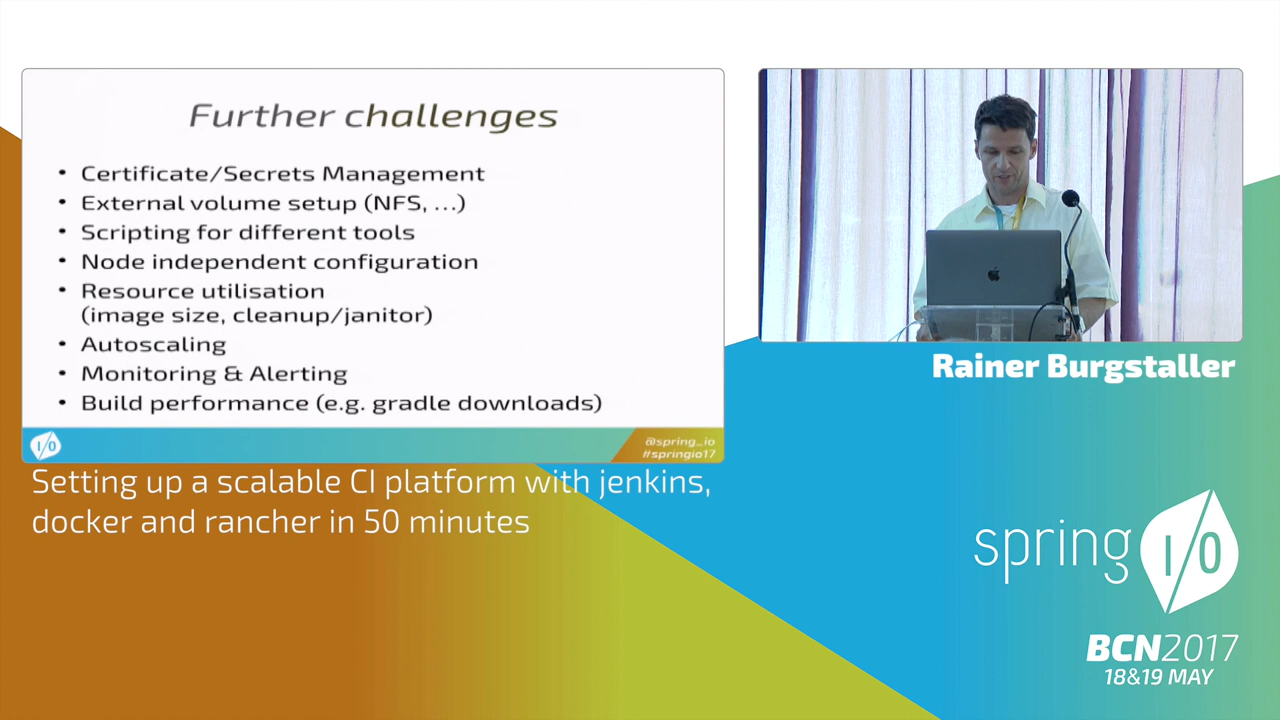 Further challenges
• Certificate/Secrets Management
• External volume setup (NFS, ...)
• Scripting for different tools
• Node independent configuration
• Resource utilisation
(image size, cleanup/janitor)
• Autoscaling
• Monitoring & Alerting
• Build performance (e.g. gradle downloads)
I/O
@spring_io
#springio17
Rainer Burgstaller
Setting up a scalable CI platform with jenkins,
docker and rancher in 50 minutes
spring I/O
BCN2017
18&19 MAY